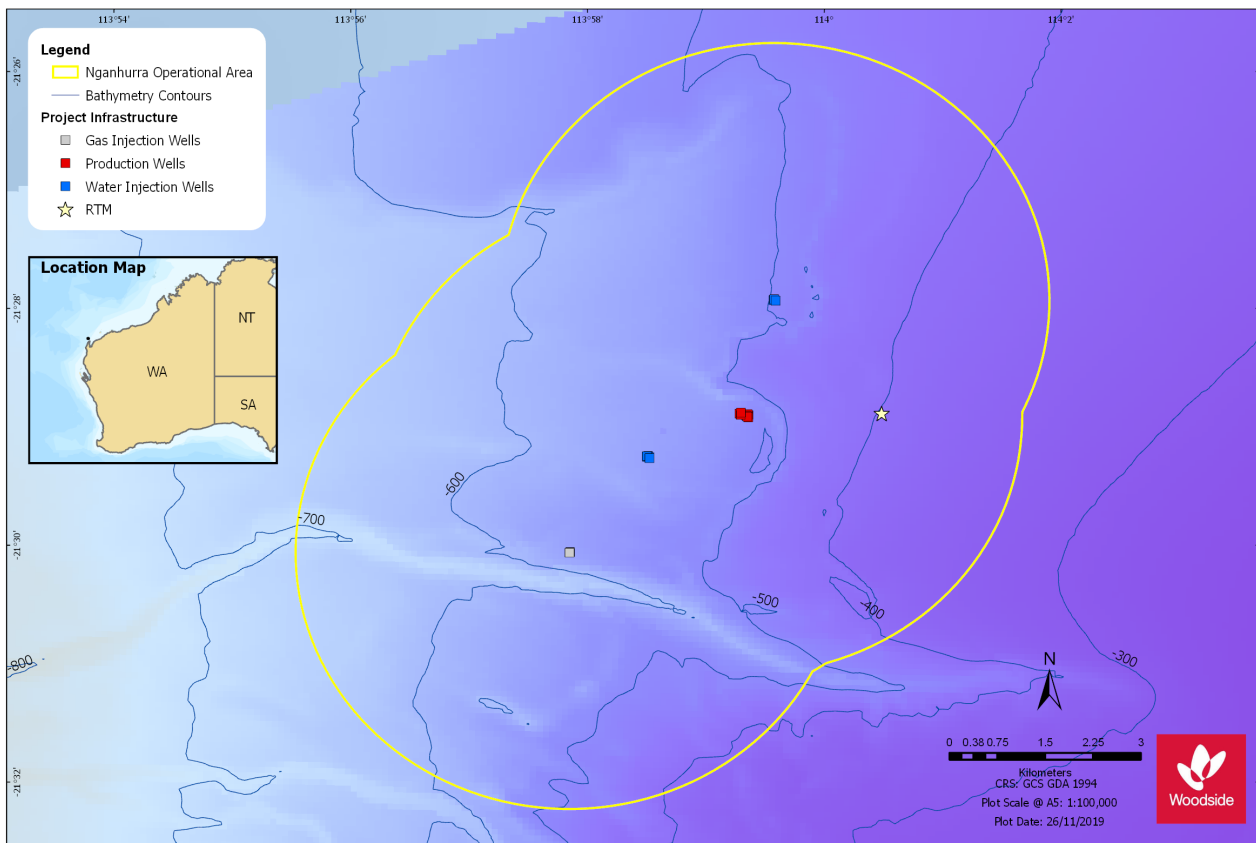 113°54'
113°56'
113°58'
114°
114°2'
-21°26'
-21°28'
-21°30'
-21°32'
Legend
Nganhurra Operational Area
Bathymetry Contours
Project Infrastructure
Gas Injection Wells
Production Wells
Water Injection Wells
RTM
Location Map
NT
WA
SA
-600
-700
-500
-400
-300
-800
N
0 0.38 0.75 1.5 2.25 3
Kilometers
CRS: GCS GDA 1994
Plot Scale @ A5: 1:100,000
Plot Date: 26/11/2019
Woodside